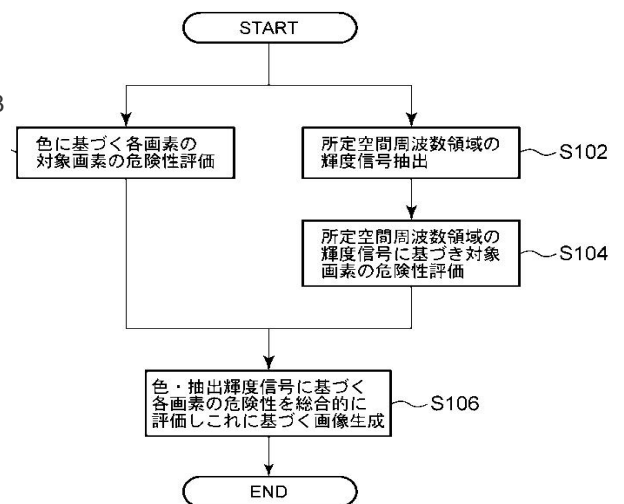 START
色に基づく各画素の
対象画素の危険性評価
所定空間周波数領域の
輝度信号抽出
S102
所定空間周波数領域の
輝度信号に基づき対象
画素の危険性評価
S104
色・抽出輝度信号に基づく
各画素の危険性を総合的に
評価しこれに基づく画像生成
S106
END